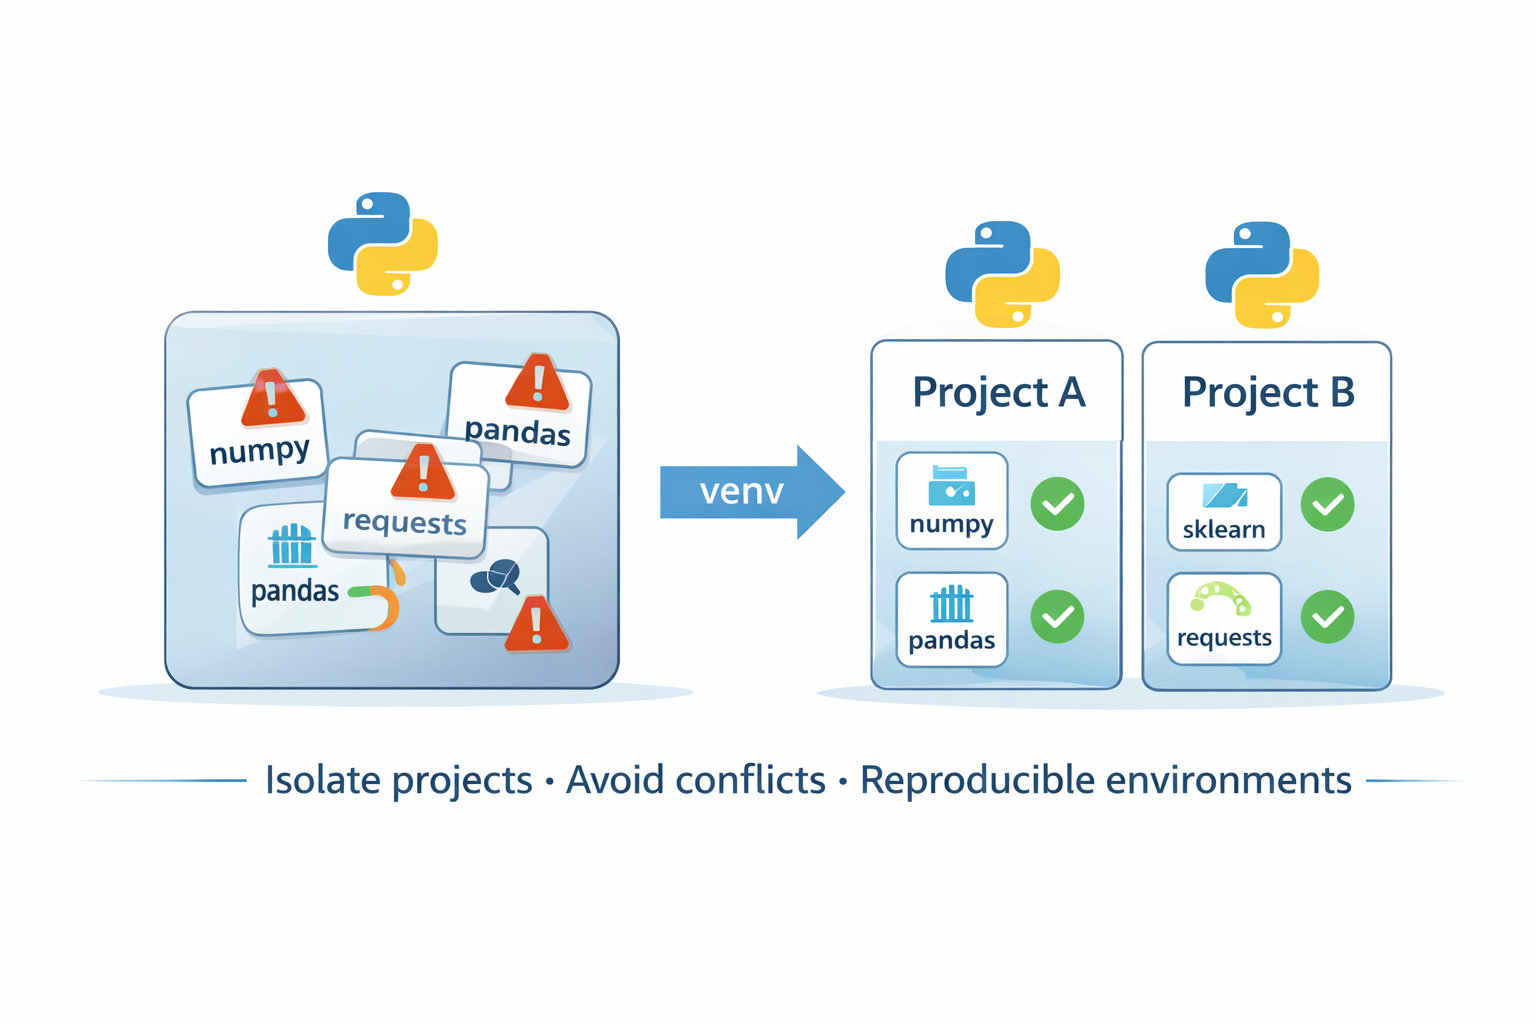 numpy
pandas
requests
pandas
venv
Project A
numpy
pandas
Project B
sklearn
requests
Isolate projects · Avoid conflicts · Reproducible environments